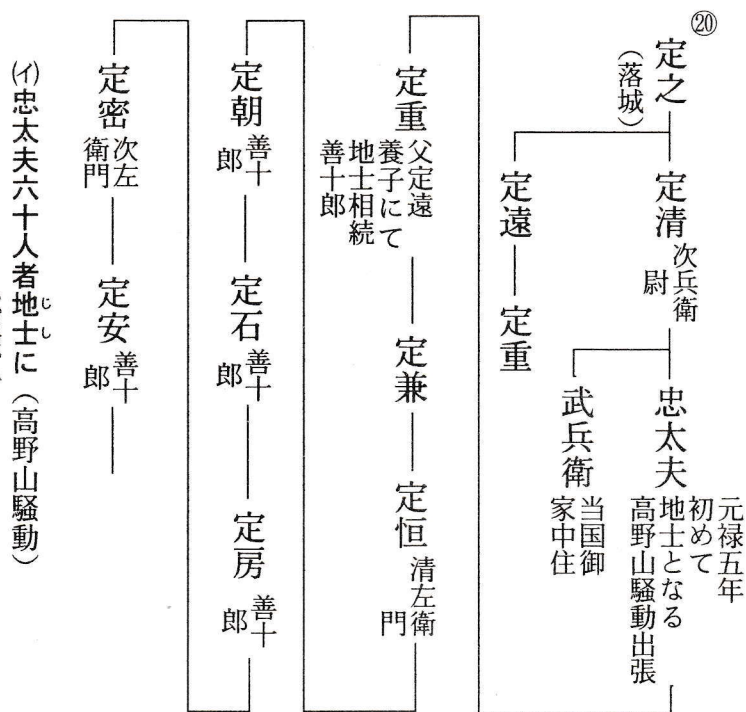 ⑳
定之
(落城)
定清
次兵衛
尉
忠太夫
元禄五年
初めて
地士となる
高野山騒動出張
武兵衛
当国御
家中住
定遠
定重
定重
父定遠
養子にて
地士相続
善十郎
定兼
定恒
清左衛
門
定朝
善十
郎
定石
善十
郎
定房
善十
郎
定密
次左
衛門
定安
善十
郎
(イ)忠太夫六十人者地士に(高野山騒動)
じし